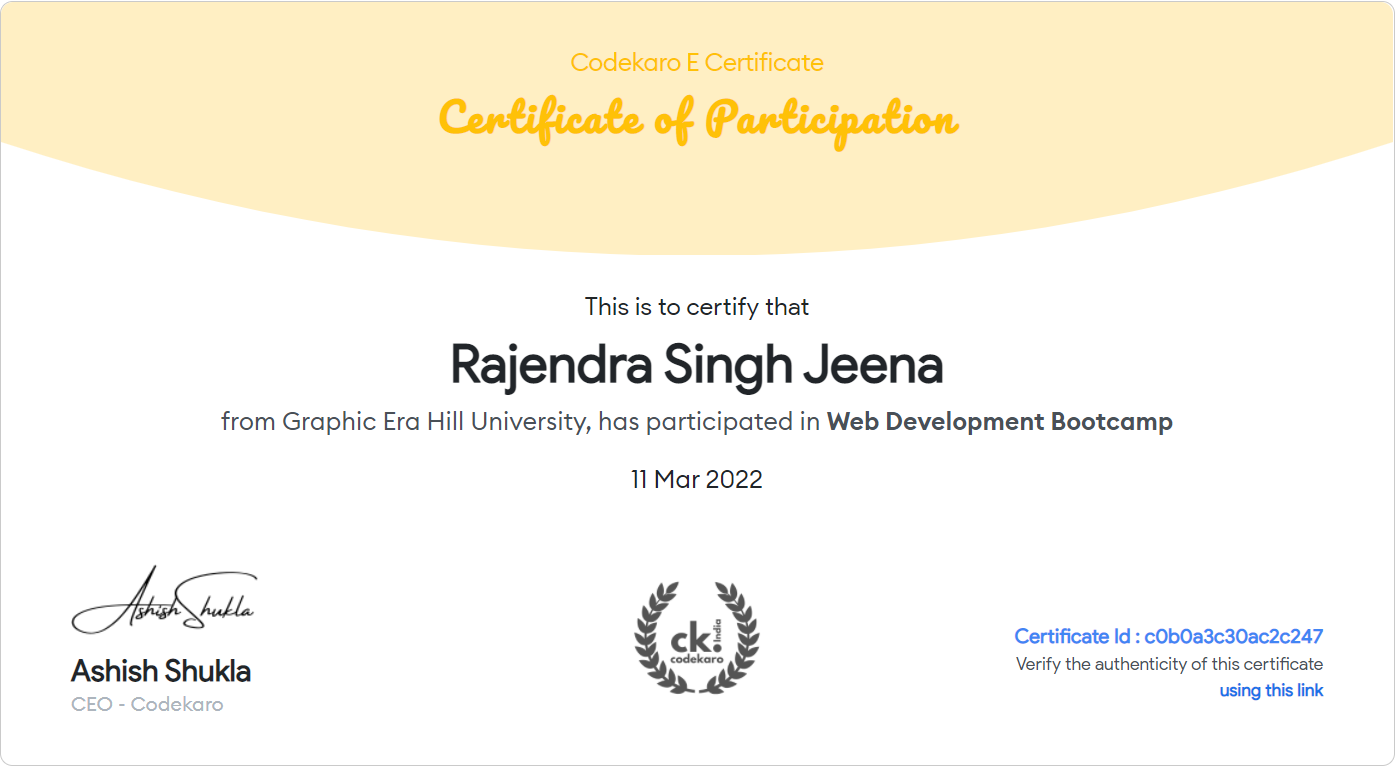 Codekaro E Certificate
Certificate of Participation
This is to certify that
Rajendra Singh Jeena
from Graphic Era Hill University, has participated in Web Development Bootcamp
11 Mar 2022
Ashish Shukla
Ashish Shukla
CEO - Codekaro
ck!
India
codekaro
Certificate Id : c0b0a3c30ac2c247
Verify the authenticity of this certificate
using this link